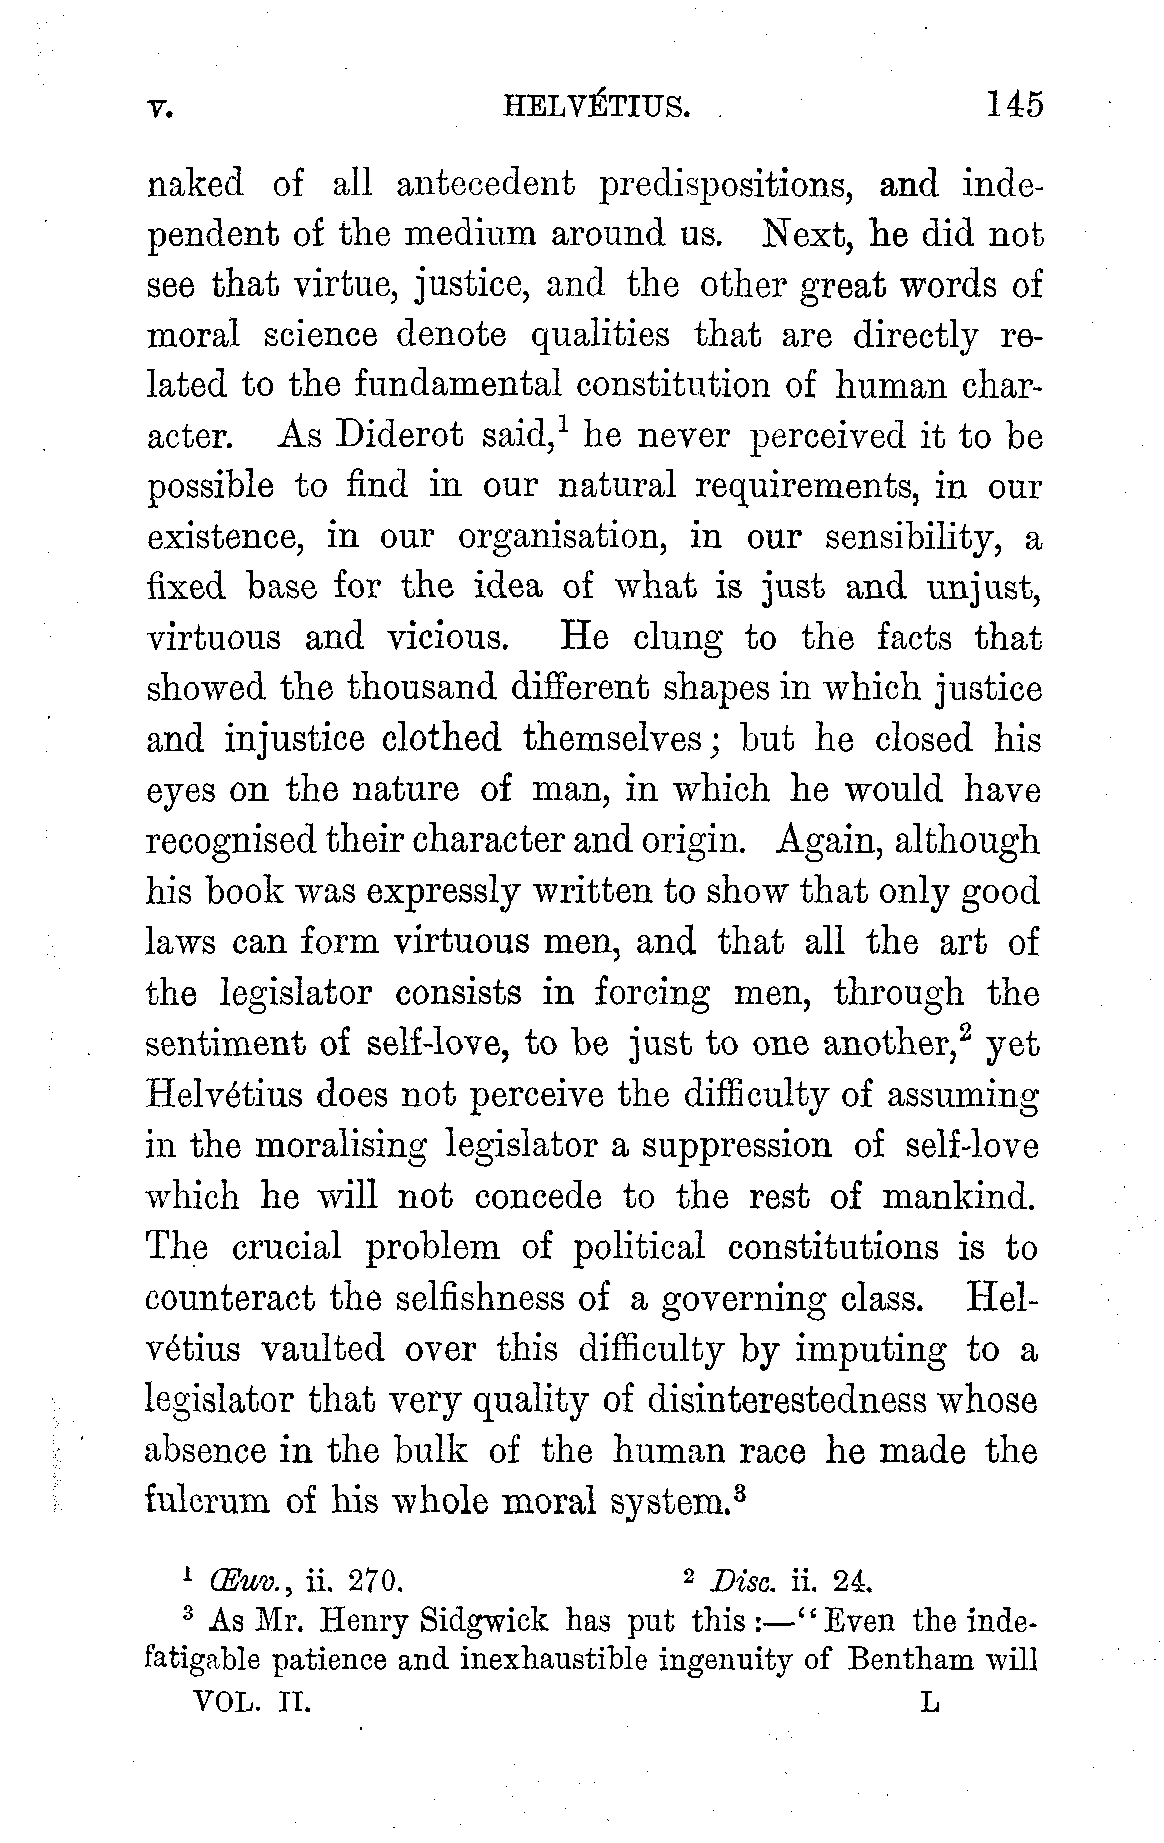 v. HELVÉTIUS. 145
naked of all antecedent predispositions, and inde-
pendent of the medium around us. Next, he did not
see that virtue, justice, and the other great words of
moral science denote qualities that are directly re-
lated to the fundamental constitution of human char-
acter. As Diderot said,¹ he never perceived it to be
possible to find in our natural requirements, in our
existence, in our organisation, in our sensibility, a
fixed base for the idea of what is just and unjust,
virtuous and vicious. He clung to the facts that
showed the thousand different shapes in which justice
and injustice clothed themselves; but he closed his
eyes on the nature of man, in which he would have
recognised their character and origin. Again, although
his book was expressly written to show that only good
laws can form virtuous men, and that all the art of
the legislator consists in forcing men, through the
sentiment of self-love, to be just to one another,² yet
Helvétius does not perceive the difficulty of assuming
in the moralising legislator a suppression of self-love
which he will not concede to the rest of mankind.
The crucial problem of political constitutions is to
counteract the selfishness of a governing class. Hel-
vétius vaulted over this difficulty by imputing to a
legislator that very quality of disinterestedness whose
absence in the bulk of the human race he made the
fulcrum of his whole moral system.³
¹ Œuv., ii. 270. ² Disc. ii. 24.
³ As Mr. Henry Sidgwick has put this:—“Even the inde-
fatigable patience and inexhaustible ingenuity of Bentham will
VOL. II. L